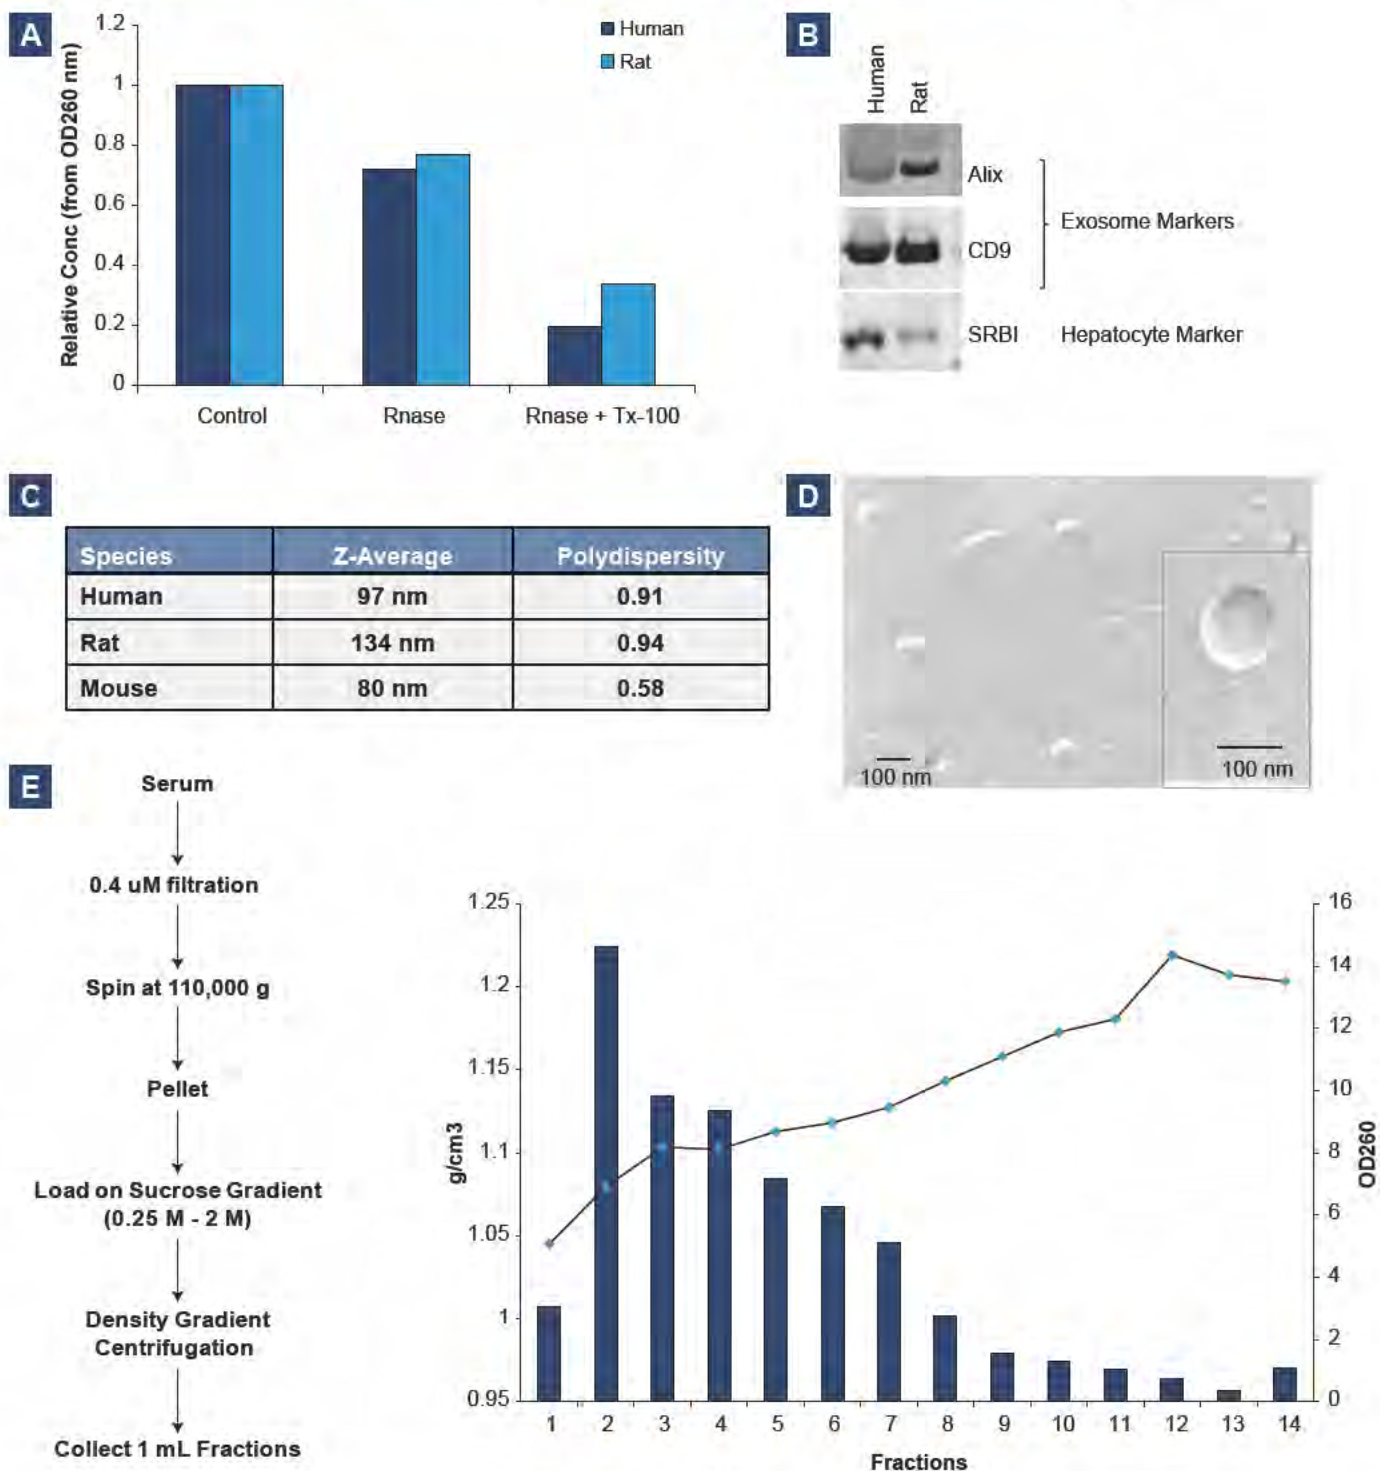 A
1.2
1
0.8
0.6
0.4
0.2
0
Relative Conc (from OD260 nm)
Human
Rat
Control
Rnase
Rnase + Tx-100
B
Human
Rat
Alix
CD9
SRBI
Exosome Markers
Hepatocyte Marker
C
Species Z-Average Polydispersity
Human 97 nm 0.91
Rat 134 nm 0.94
Mouse 80 nm 0.58
D
100 nm
100 nm
E
Serum
0.4 uM filtration
Spin at 110,000 g
Pellet
Load on Sucrose Gradient
(0.25 M - 2 M)
Density Gradient
Centrifugation
Collect 1 mL Fractions
1.25
1.2
1.15
1.1
1.05
1
0.95
g/cm3
16
14
12
10
8
6
4
2
0
OD260
1 2 3 4 5 6 7 8 9 10 11 12 13 14
Fractions